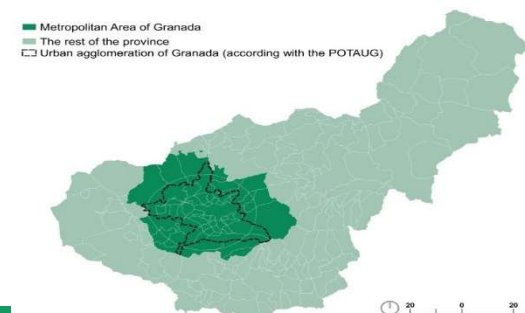 Metropolitan Area of Granada
The rest of the province
Urban agglomeration of Granada (according with the POTAUG)
20 0 20